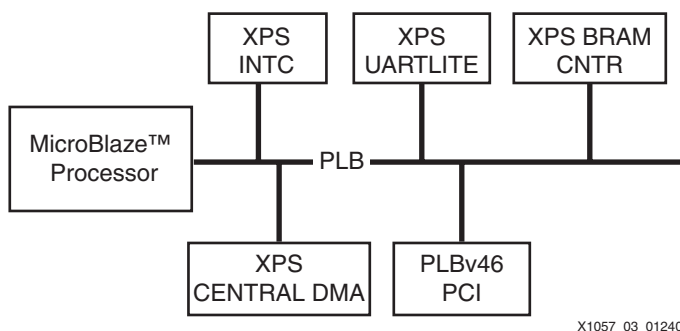 XPS
INTC
XPS
UARTLITE
XPS BRAM
CNTR
MicroBlaze™
Processor
PLB
XPS
CENTRAL DMA
PLBv46
PCI
X1057_03_01240